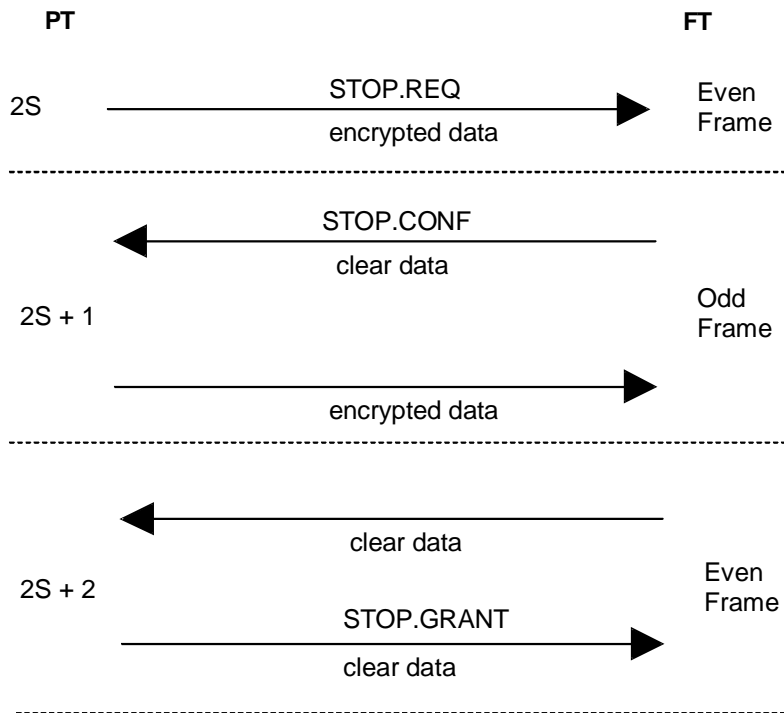 PT FT
2S STOP.REQ Even
Frame
encrypted data
STOP.CONF
clear data
2S + 1 Odd
Frame
encrypted data
clear data
2S + 2 Even
Frame
STOP.GRANT
clear data